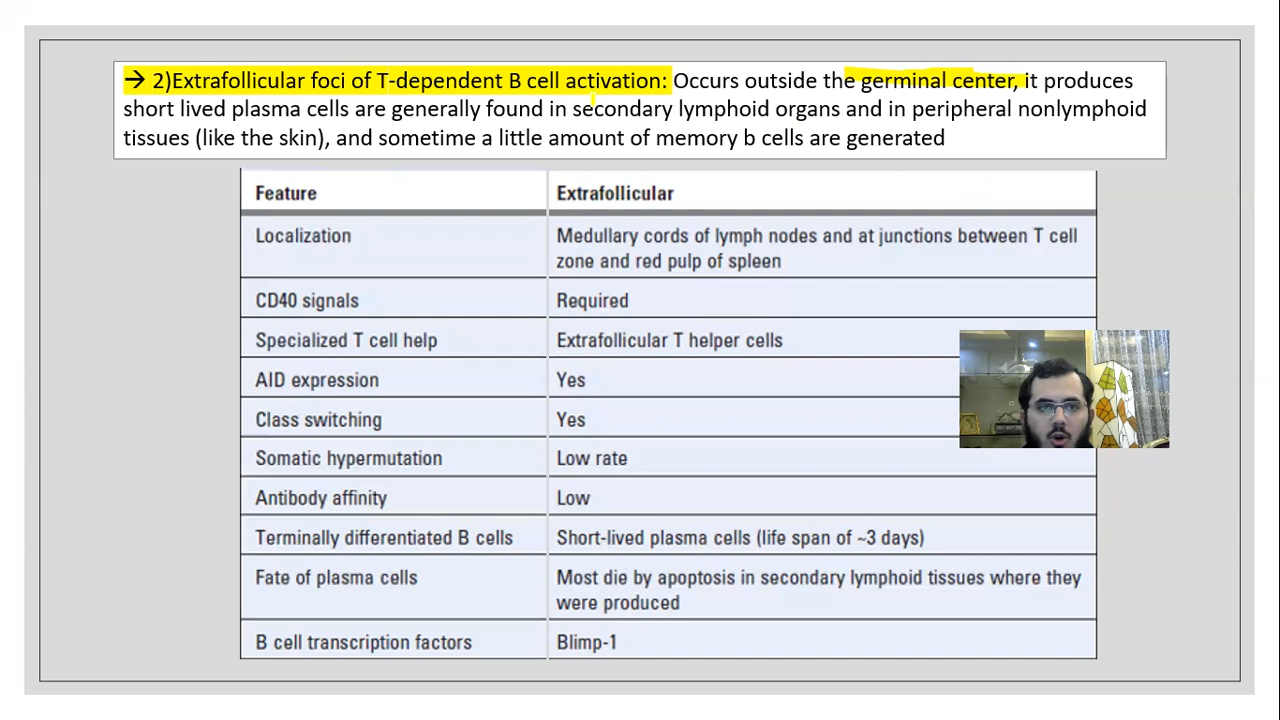 → 2)Extrafollicular foci of T-dependent B cell activation: Occurs outside the germinal center, it produces
short lived plasma cells are generally found in secondary lymphoid organs and in peripheral nonlymphoid
tissues (like the skin), and sometime a little amount of memory b cells are generated
Feature Extrafollicular
Localization Medullary cords of lymph nodes and at junctions between T cell
zone and red pulp of spleen
CD40 signals Required
Specialized T cell help Extrafollicular T helper cells
AID expression Yes
Class switching Yes
Somatic hypermutation Low rate
Antibody affinity Low
Terminally differentiated B cells Short-lived plasma cells (life span of ~3 days)
Fate of plasma cells Most die by apoptosis in secondary lymphoid tissues where they
were produced
B cell transcription factors Blimp-1